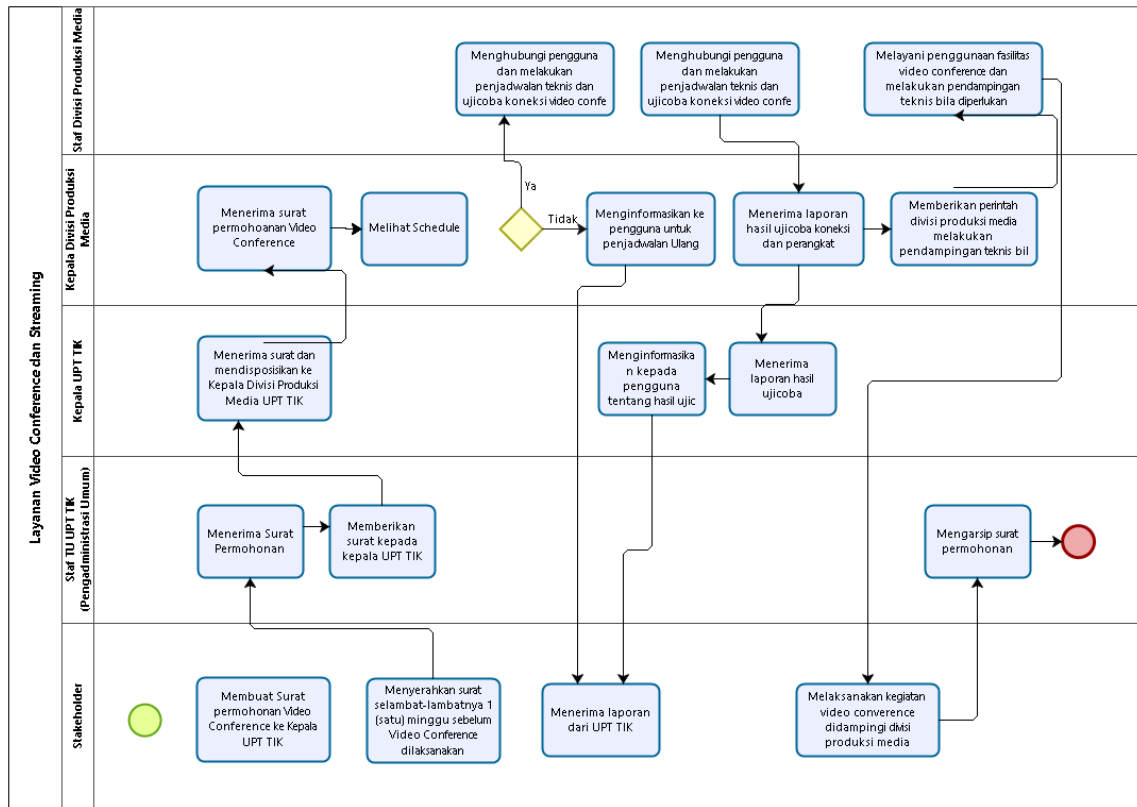 Layanan Video Conference dan Streaming
Staf Divisi Produksi Media
Menghubungi pengguna
dan melakukan
penjadwalan teknis dan
ujicoba koneksi video confe
Menghubungi pengguna
dan melakukan
penjadwalan teknis dan
ujicoba koneksi video confe
Melayani penggunaan fasilitas
video conference dan
melakukan pendampingan
teknis bila diperlukan
Kepala Divisi Produksi
Media
Menerima surat
permohoanan Video
Conference
Melihat Schedule
Ya
Tidak
Menginformasikan ke
pengguna untuk
penjadwalan Ulang
Menerima laporan
hasil ujicoba koneksi
dan perangkat
Memberikan perintah
divisi produksi media
melakukan
pendampingan teknis bil
Kepala UPT TIK
Menerima surat dan
mendisposisikan ke
Kepala Divisi Produksi
Media UPT TIK
Menginformasika
n kepada
pengguna
tentang hasil ujic
Menerima
laporan hasil
ujicoba
Staf TU UPT TIK
(Pengadministrasi Umum)
Menerima Surat
Permohonan
Memberikan
surat kepada
kepala UPT TIK
Mengarsip surat
permohonan
Stakeholder
Membuat Surat
permohonan Video
Conference ke Kepala
UPT TIK
Menyerahkan surat
selambat-lambatnya 1
(satu) minggu sebelum
Video Conference
dilaksanakan
Menerima laporan
dari UPT TIK
Melaksanakan kegiatan
video converence
didampingi divisi
produksi media